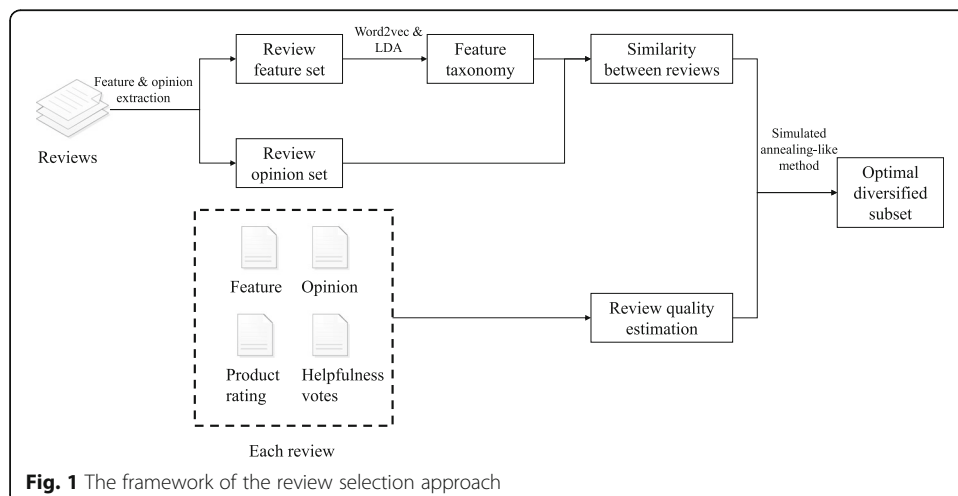 Word2vec &
LDA
Review
feature set
Feature
taxonomy
Similarity
between reviews
Feature & opinion
extraction
Reviews
Review
opinion set
Simulated
annealing-like
method
Optimal
diversified
subset
Feature
Opinion
Product
rating
Helpfulness
votes
Review quality
estimation
Each review
Fig. 1 The framework of the review selection approach